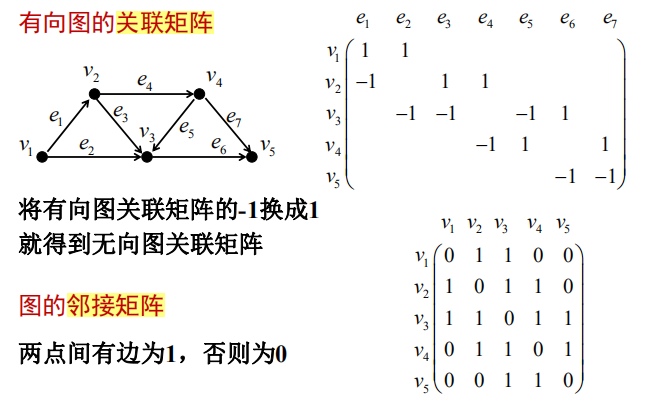 有向图的关联矩阵
e₁ e₂ e₃ e₄ e₅ e₆ e₇
v₁ 1 1
v₂ −1 1 1
v₃ −1 −1 −1 1
v₄ −1 1 1
v₅ −1 −1
v₂ e₄ v₄
e₁ e₃ v₃ e₅ e₇
v₁ e₂ e₆ v₅
将有向图关联矩阵的-1换成1
就得到无向图关联矩阵
v₁ v₂ v₃ v₄ v₅
v₁ 0 1 1 0 0
v₂ 1 0 1 1 0
v₃ 1 1 0 1 1
v₄ 0 1 1 0 1
v₅ 0 0 1 1 0
图的邻接矩阵
两点间有边为1，否则为0